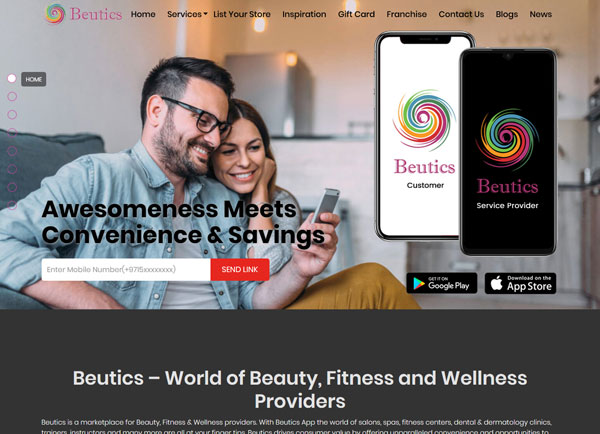 Beutics Home Services List Your Store Inspiration Gift Card Franchise Contact Us Blogs News
HOME
Beutics
Customer
Beutics
Service Provider
Awesomeness Meets
Convenience & Savings
Enter Mobile Number(+9715xxxxxxxx) SEND LINK
GET IT ON
Google Play
Download on the
App Store
Beutics – World of Beauty, Fitness and Wellness
Providers
Beutics is a marketplace for Beauty, Fitness & Wellness providers. With Beutics App the world of salons, spas, fitness centers, dental & dermatology clinics,
trainers, instructors and many more are all at your finger tips. Beutics drives consumer value by offering unparalleled convenience and opportunities to